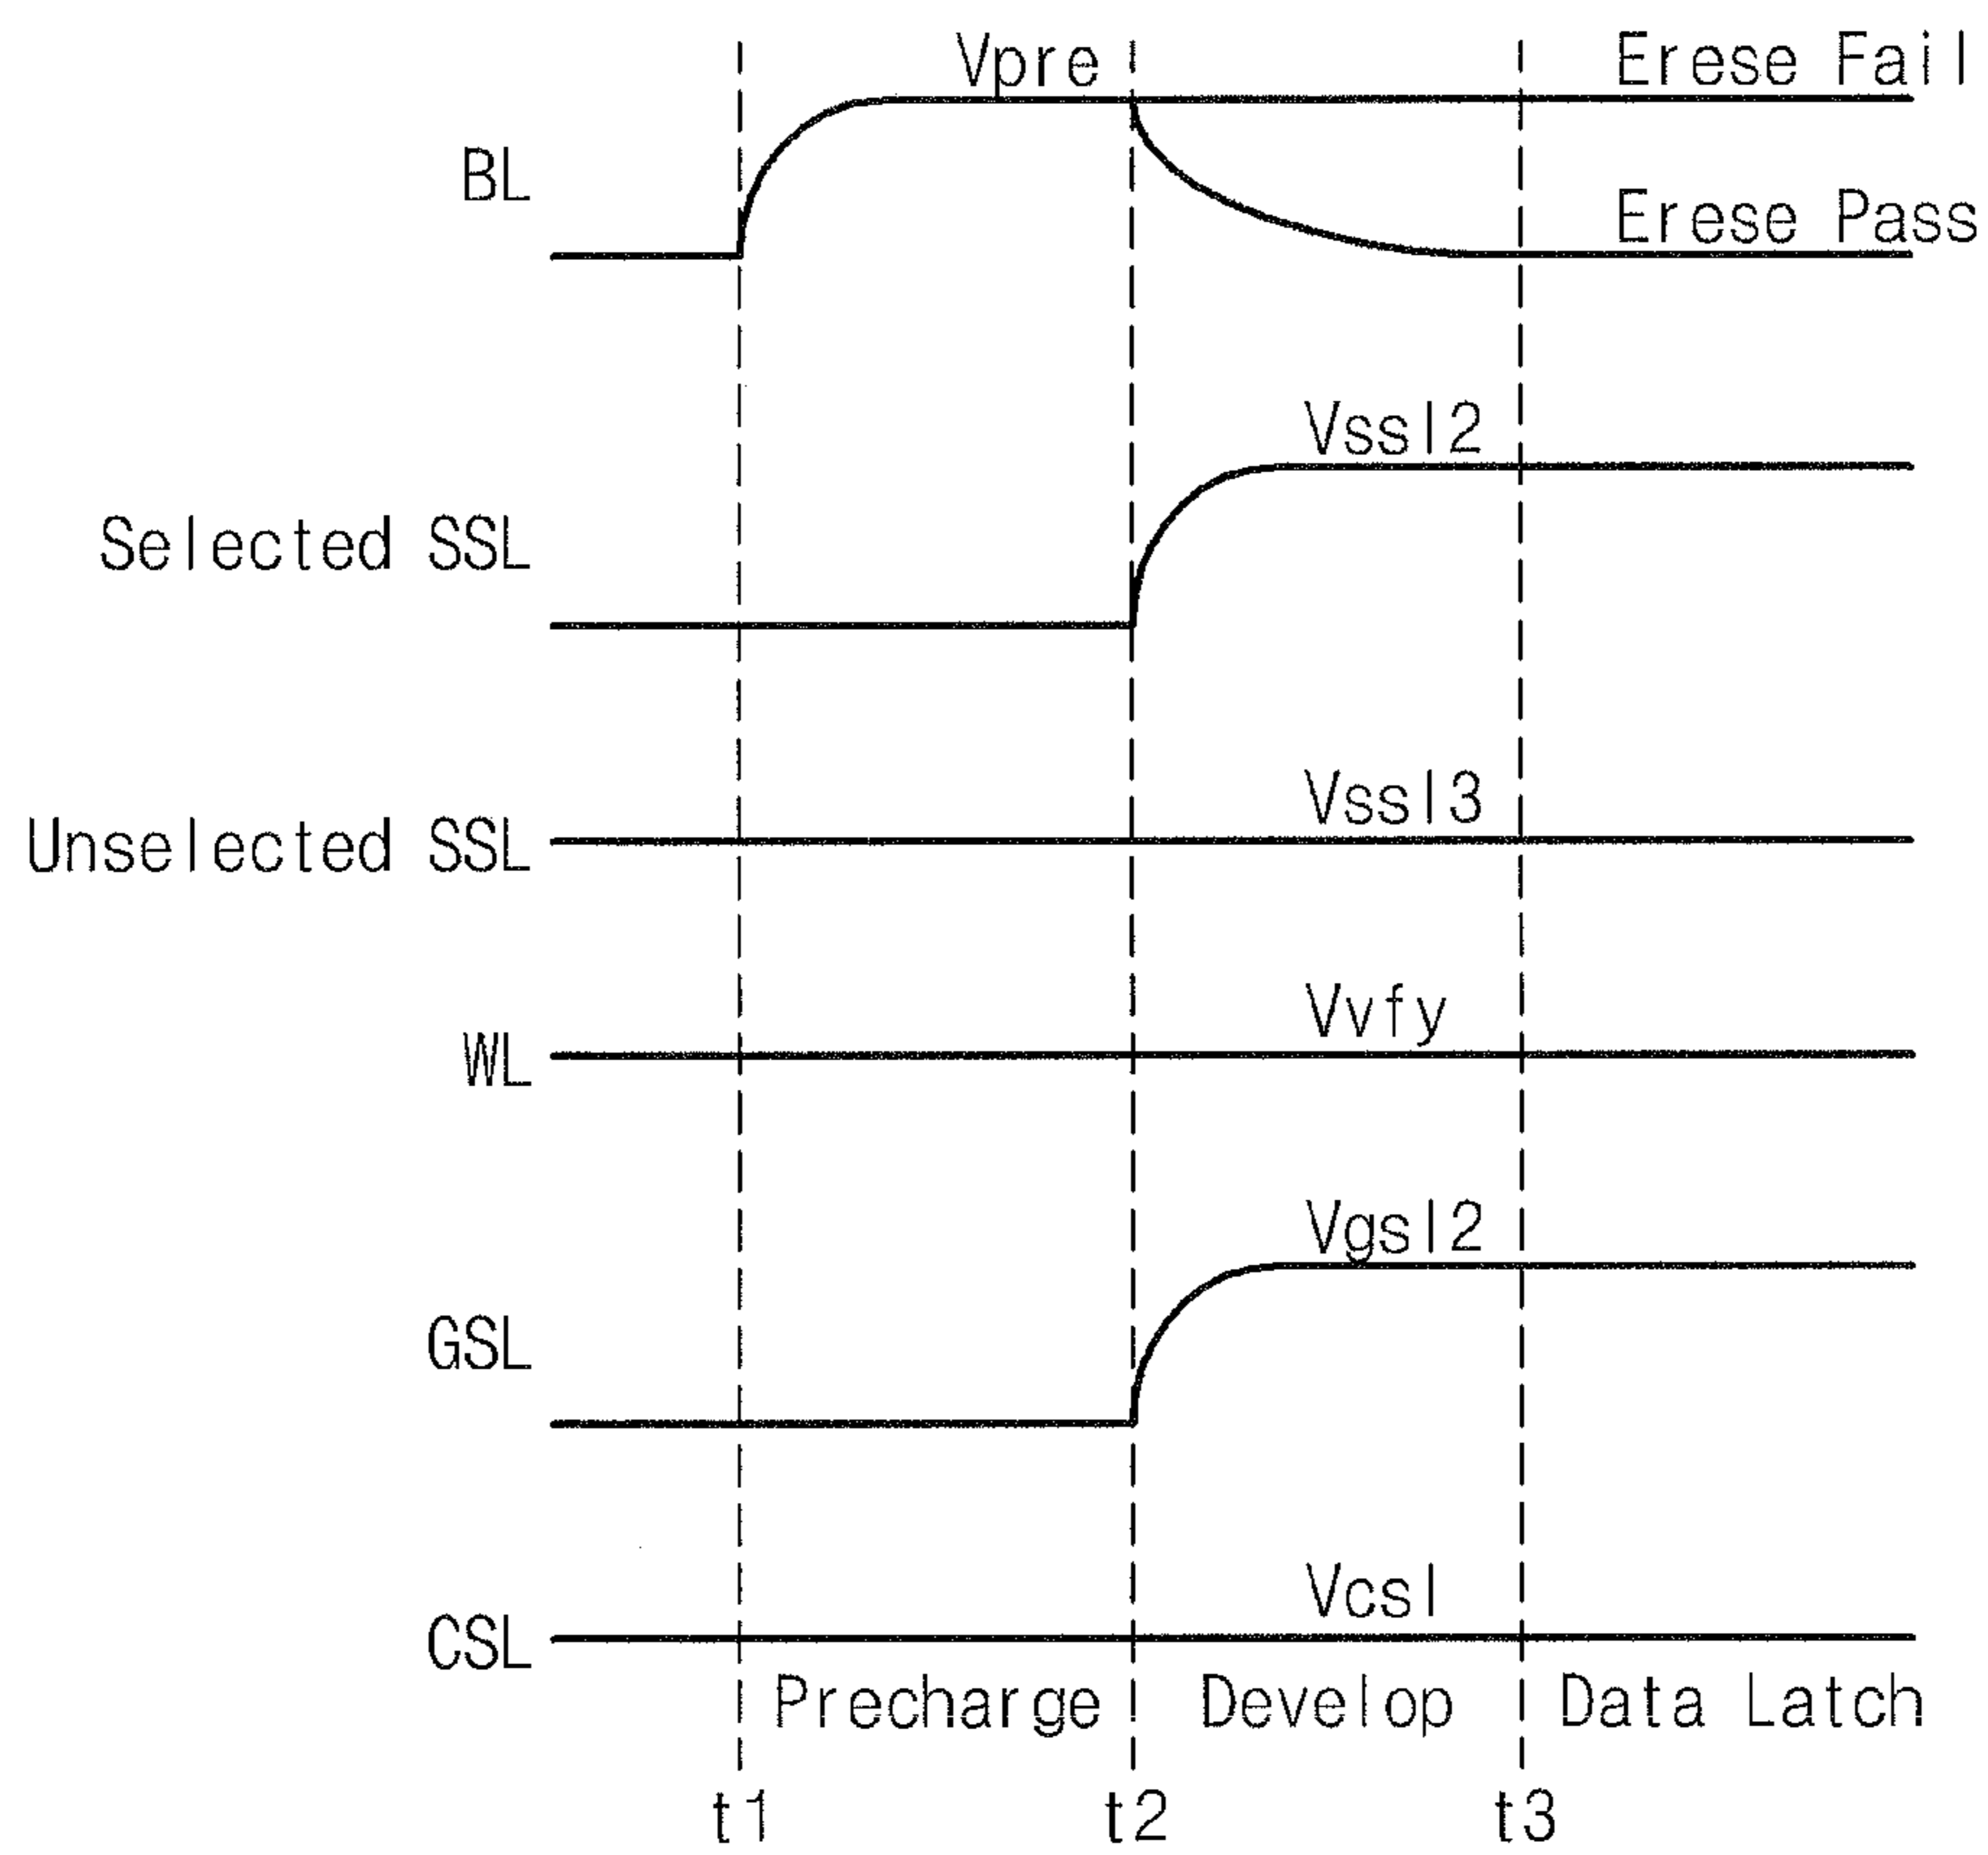 Vpre
Erese Fail
BL
Erese Pass
Vssl2
Selected SSL
Vssl3
Unselected SSL
Vvfy
WL
Vgsl2
GSL
Vcsl
CSL
Precharge
Develop
Data Latch
t1
t2
t3